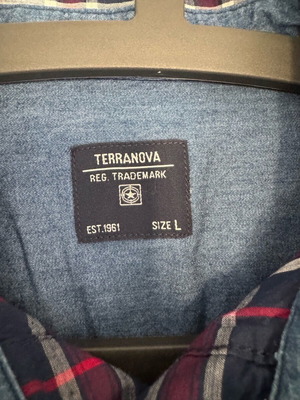 TERRANOVA
REG. TRADEMARK
EST.1961 SIZE L